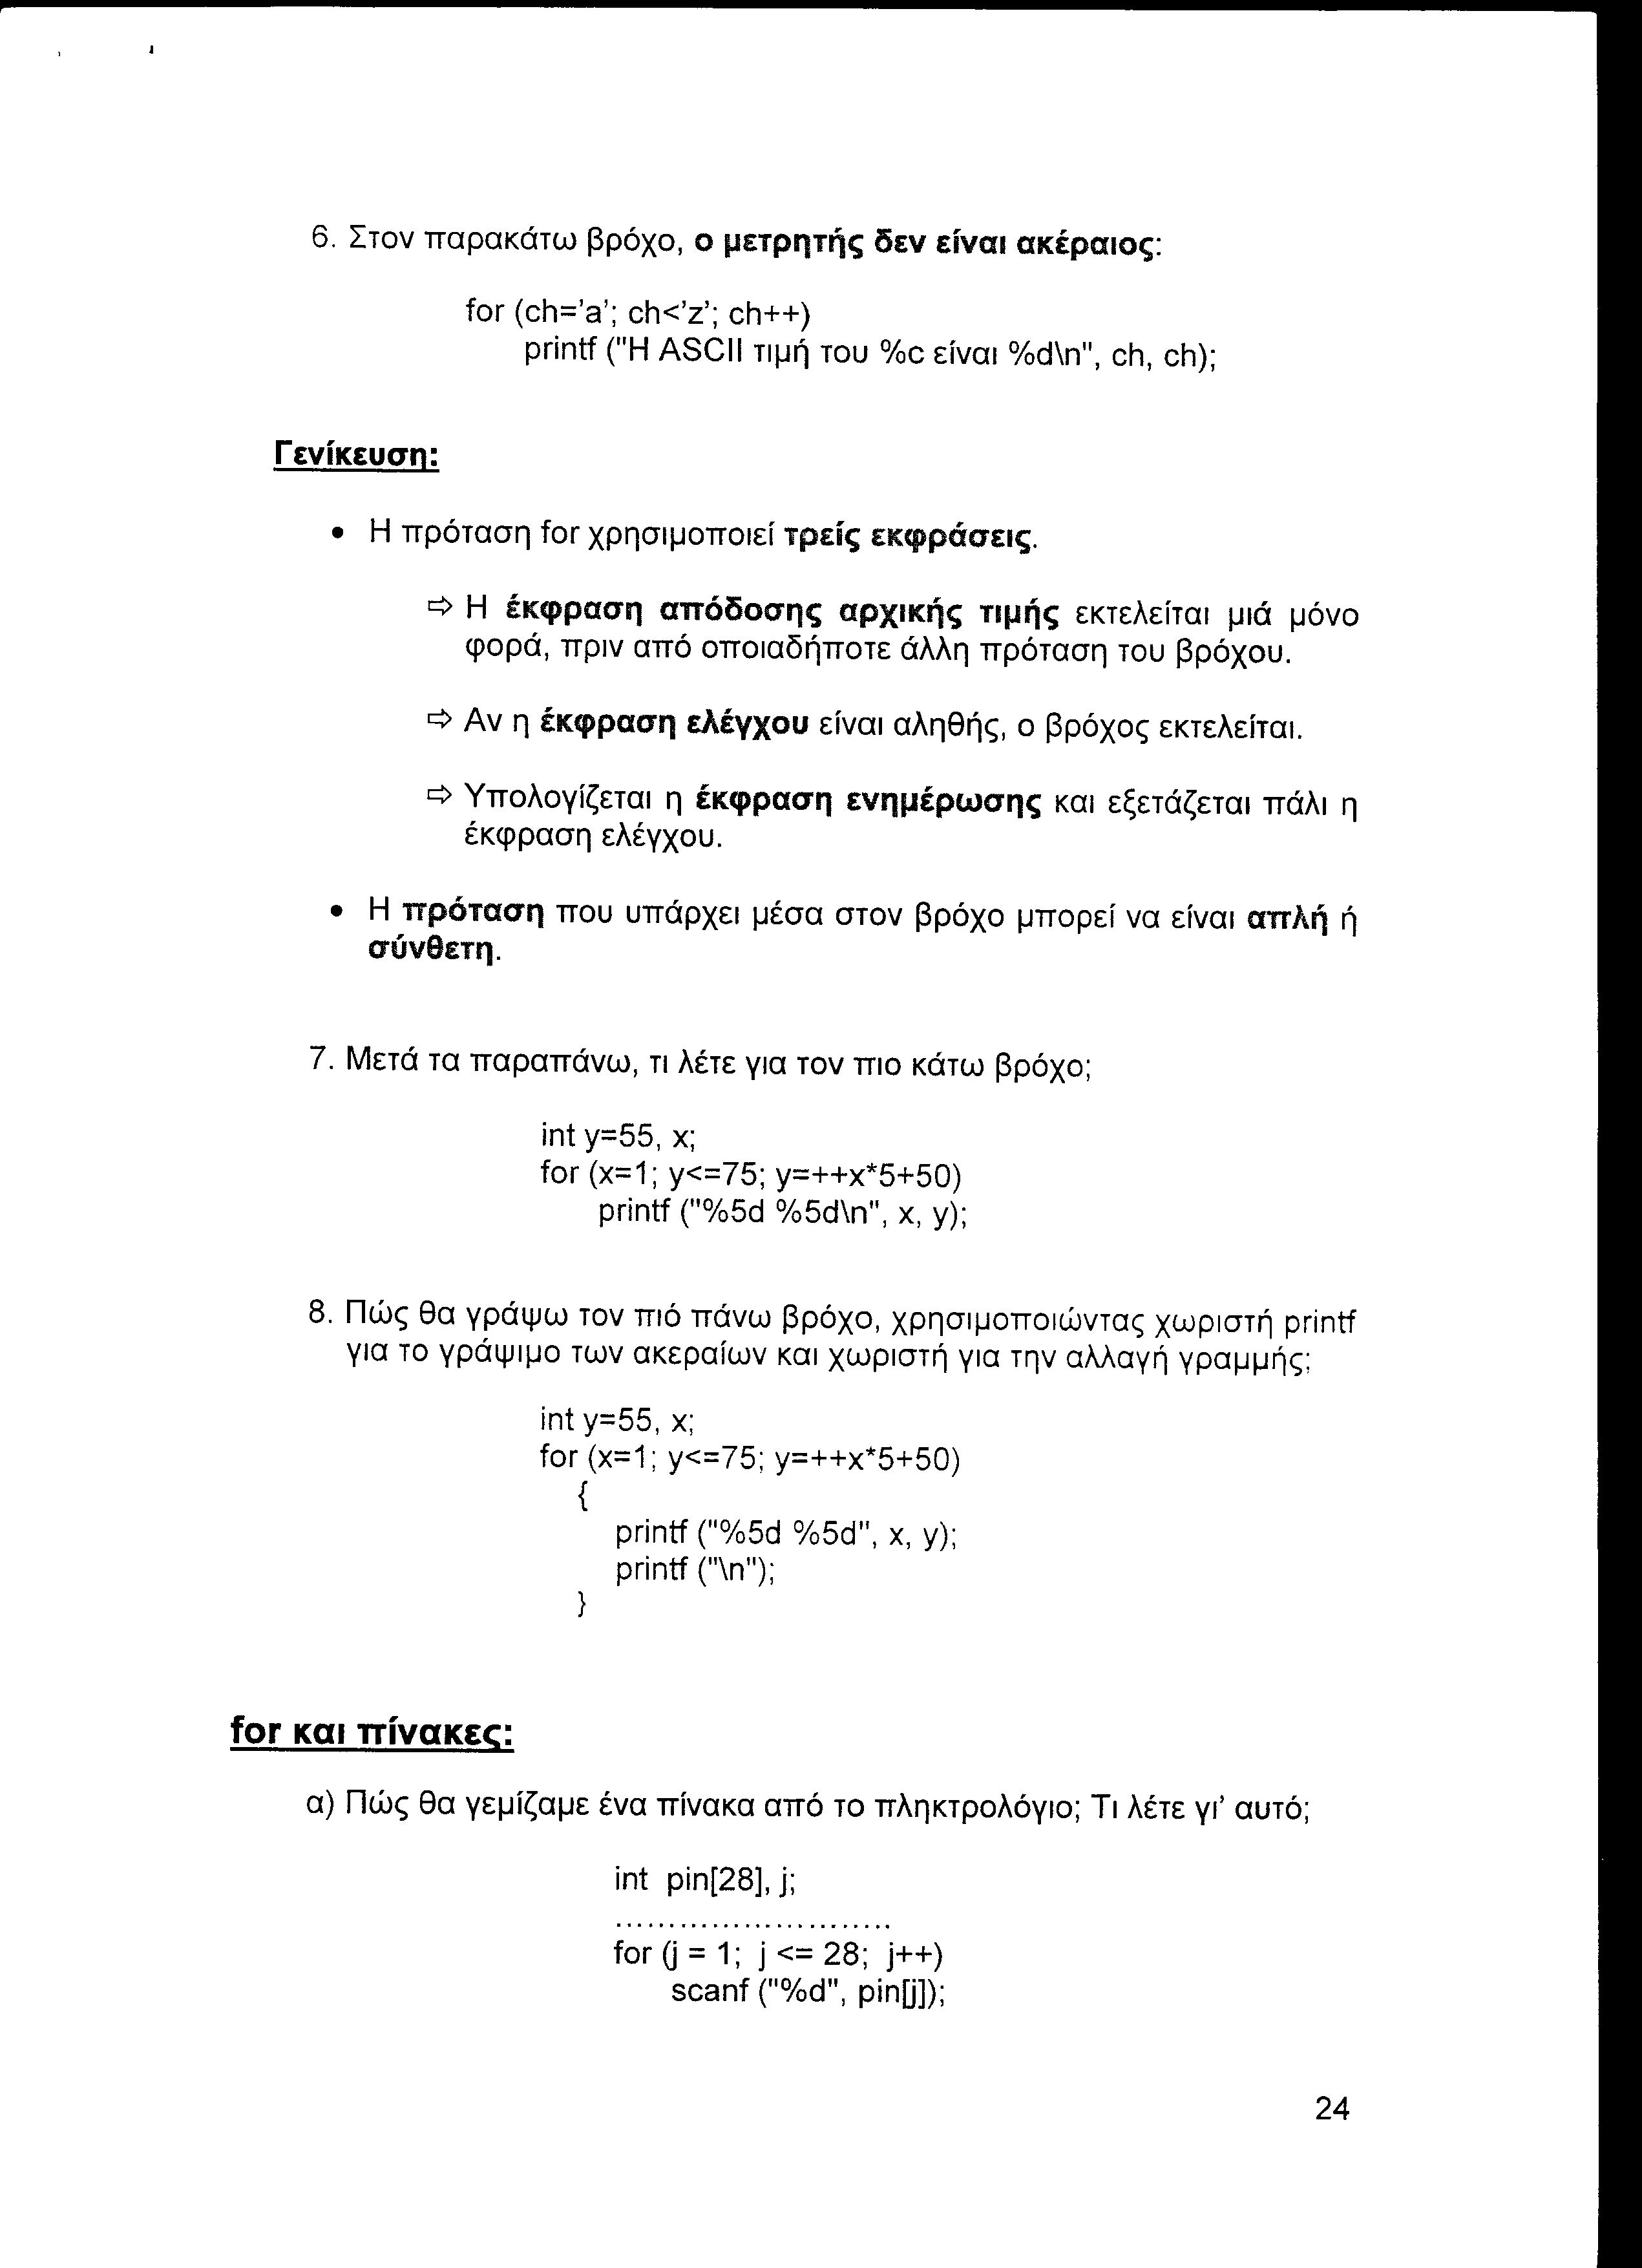 6. Στον παρακάτω βρόχο, ο μετρητής δεν είναι ακέραιος:
for (ch='a'; ch<'z'; ch++)
printf ("Η ASCII τιμή του %c είναι %d\n", ch, ch);
Γενίκευση:
• Η πρόταση for χρησιμοποιεί τρείς εκφράσεις.
⇨ Η έκφραση απόδοσης αρχικής τιμής εκτελείται μιά μόνο
φορά, πριν από οποιαδήποτε άλλη πρόταση του βρόχου.
⇨ Αν η έκφραση ελέγχου είναι αληθής, ο βρόχος εκτελείται.
⇨ Υπολογίζεται η έκφραση ενημέρωσης και εξετάζεται πάλι η
έκφραση ελέγχου.
• Η πρόταση που υπάρχει μέσα στον βρόχο μπορεί να είναι απλή ή
σύνθετη.
7. Μετά τα παραπάνω, τι λέτε για τον πιο κάτω βρόχο;
int y=55, x;
for (x=1; y<=75; y=++x*5+50)
printf ("%5d %5d\n", x, y);
8. Πώς θα γράψω τον πιό πάνω βρόχο, χρησιμοποιώντας χωριστή printf
για το γράψιμο των ακεραίων και χωριστή για την αλλαγή γραμμής;
int y=55, x;
for (x=1; y<=75; y=++x*5+50)
{
printf ("%5d %5d", x, y);
printf ("\n");
}
for και πίνακες:
α) Πώς θα γεμίζαμε ένα πίνακα από το πληκτρολόγιο; Τι λέτε γι' αυτό;
int pin[28], j;
..........................
for (j = 1; j <= 28; j++)
scanf ("%d", pin[j]);
24